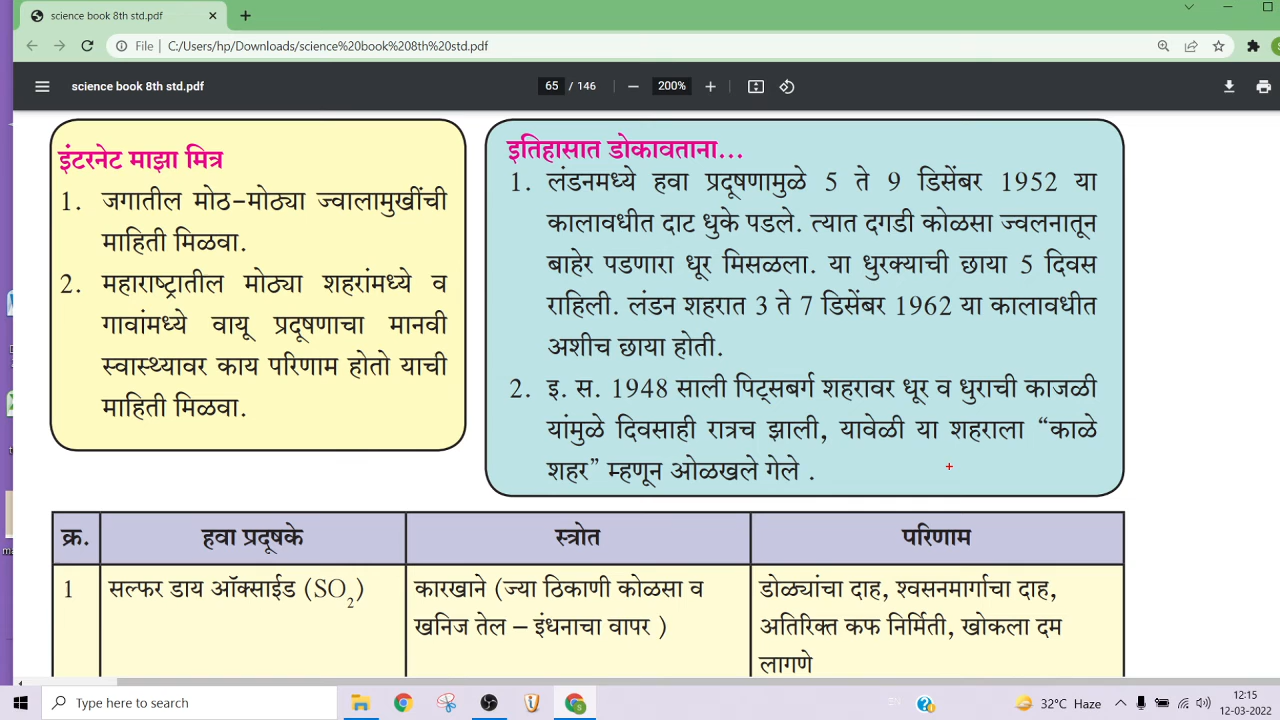 science book 8th std.pdf
File
C:/Users/hp/Downloads/science%20book%208th%20std.pdf
science book 8th std.pdf
65 / 146
200%
इंटरनेट माझा मित्र
1. जगातील मोठ-मोठ्या ज्वालामुखींची
माहिती मिळवा.
2. महाराष्ट्रातील मोठ्या शहरांमध्ये व
गावांमध्ये वायू प्रदूषणाचा मानवी
स्वास्थ्यावर काय परिणाम होतो याची
माहिती मिळवा.
इतिहासात डोकावताना...
1. लंडनमध्ये हवा प्रदूषणामुळे 5 ते 9 डिसेंबर 1952 या
कालावधीत दाट धुके पडले. त्यात दगडी कोळसा ज्वलनातून
बाहेर पडणारा धूर मिसळला. या धुरक्याची छाया 5 दिवस
राहिली. लंडन शहरात 3 ते 7 डिसेंबर 1962 या कालावधीत
अशीच छाया होती.
2. इ. स. 1948 साली पिट्सबर्ग शहरावर धूर व धुराची काजळी
यांमुळे दिवसाही रात्रच झाली, यावेळी या शहराला “काळे
शहर” म्हणून ओळखले गेले .
क्र. हवा प्रदूषके स्त्रोत परिणाम
1 सल्फर डाय ऑक्साईड (SO2) कारखाने (ज्या ठिकाणी कोळसा व डोळ्यांचा दाह, श्वसनमार्गाचा दाह,
खनिज तेल – इंधनाचा वापर ) अतिरिक्त कफ निर्मिती, खोकला दम
लागणे
Type here to search
32°C Haze
12:15
12-03-2022